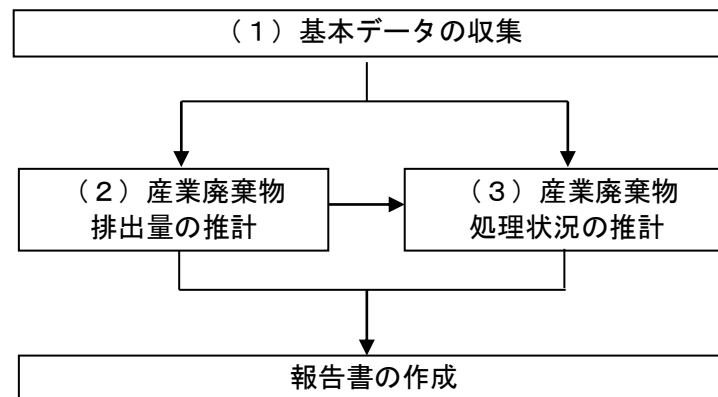 （１）基本データの収集
（２）産業廃棄物
排出量の推計
（３）産業廃棄物
処理状況の推計
報告書の作成